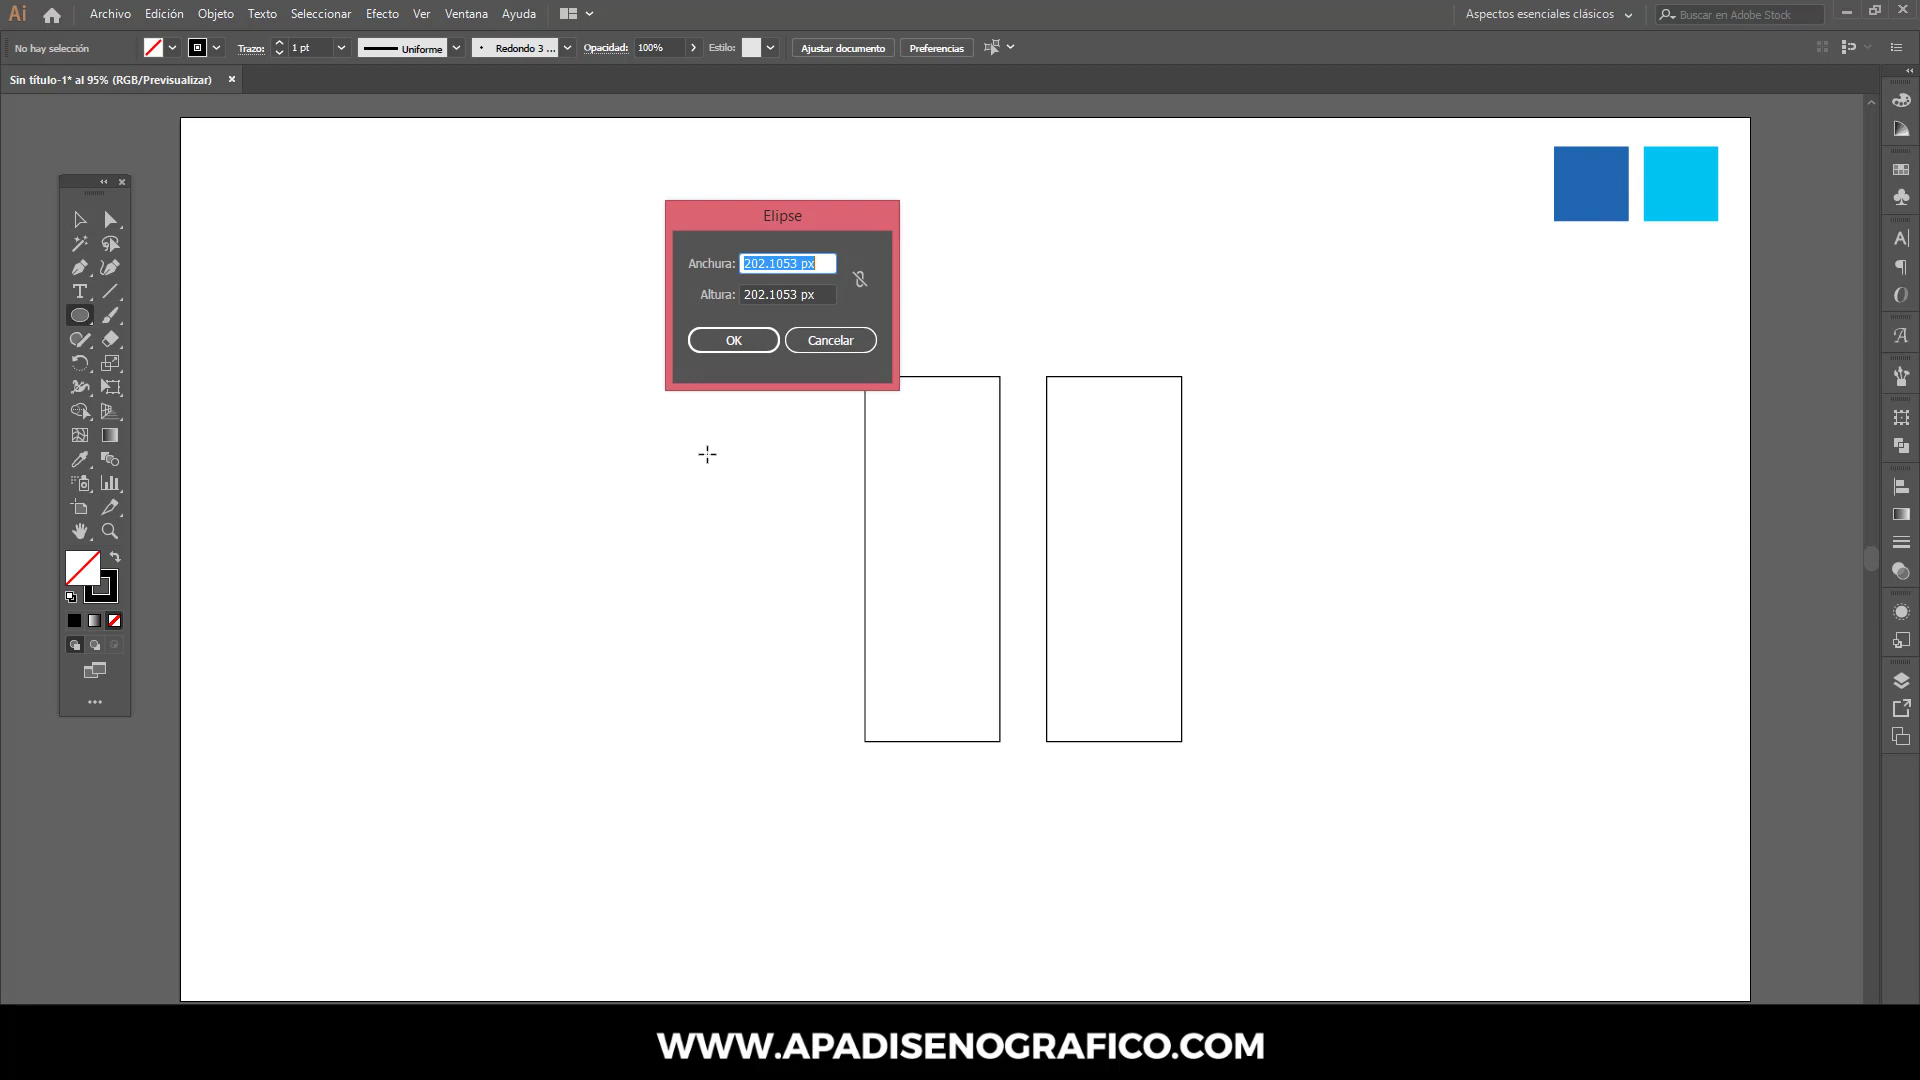 Ai Archivo Edición Objeto Texto Seleccionar Efecto Ver Ventana Ayuda Aspectos esenciales clásicos Buscar en Adobe Stock
No hay selección Trazo: 1 pt Uniforme Redondo 3 ... Opacidad: 100% Estilo: Ajustar documento Preferencias
Sin título-1* al 95% (RGB/Previsualizar)
Elipse
Anchura: 202.1053 px
Altura: 202.1053 px
OK Cancelar
WWW.APADISENOGRAFICO.COM